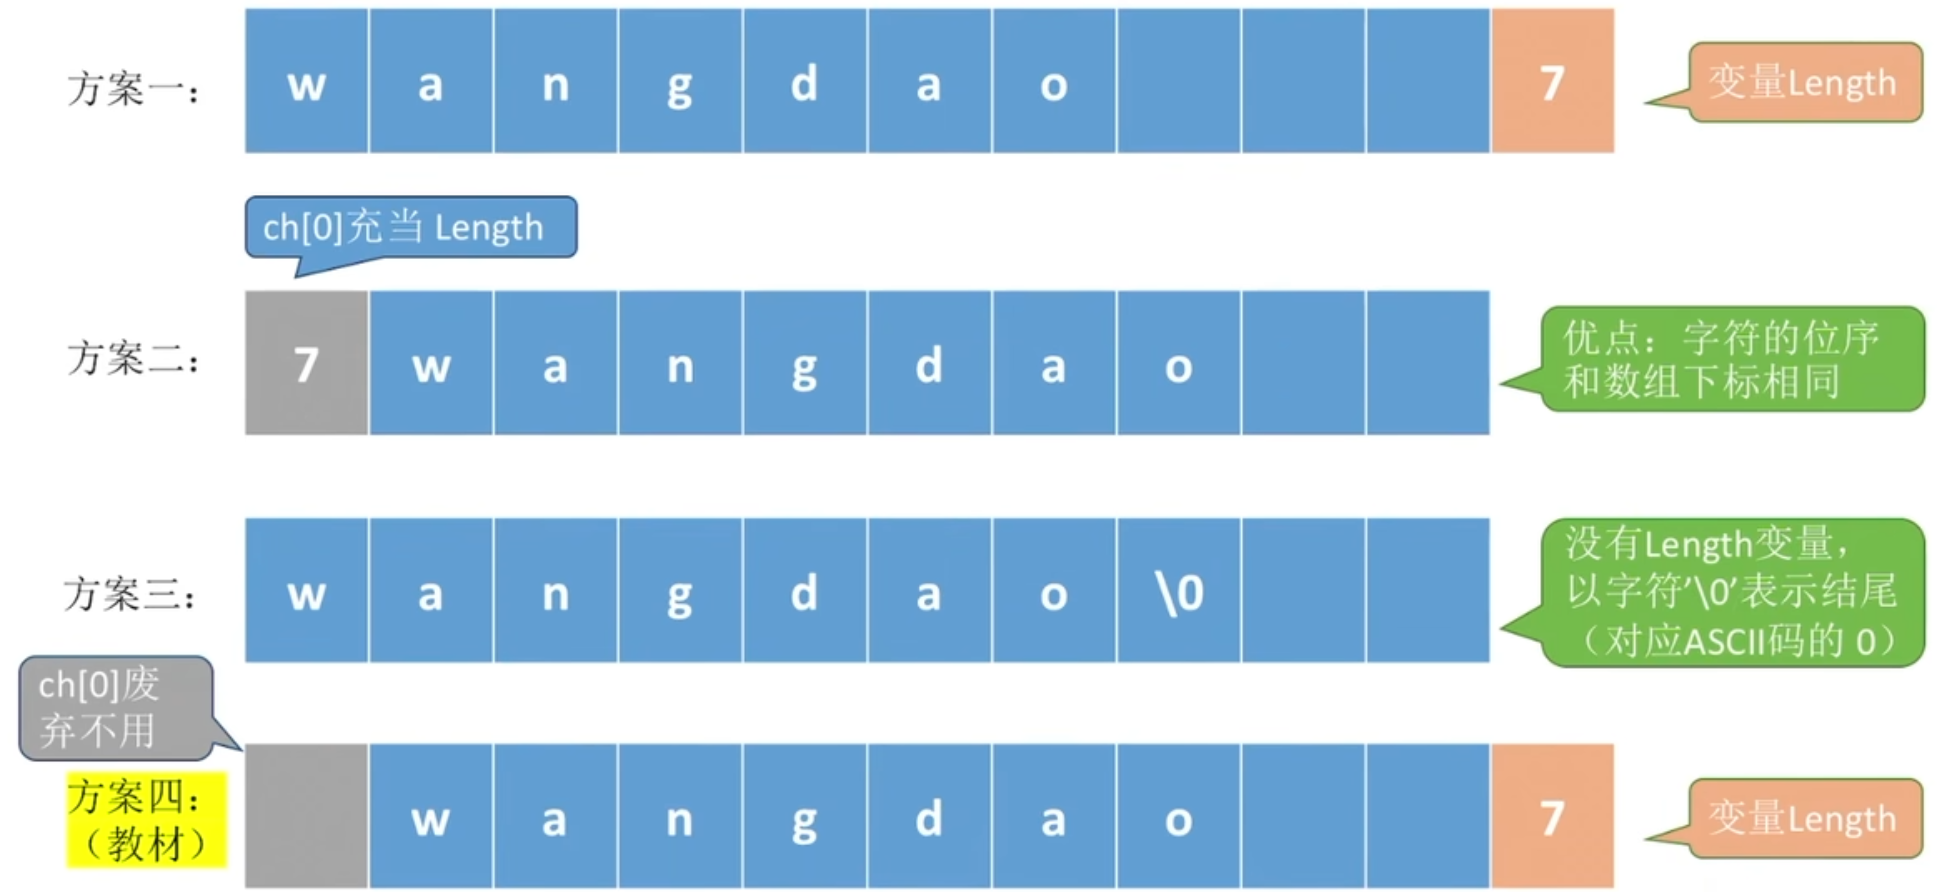 方案一：
w a n g d a o 7
变量Length
ch[0]充当 Length
方案二：
7 w a n g d a o
优点：字符的位序
和数组下标相同
方案三：
w a n g d a o \0
没有Length变量，
以字符'\0'表示结尾
（对应ASCII码的 0）
ch[0]废
弃不用
方案四：
（教材）
w a n g d a o 7
变量Length